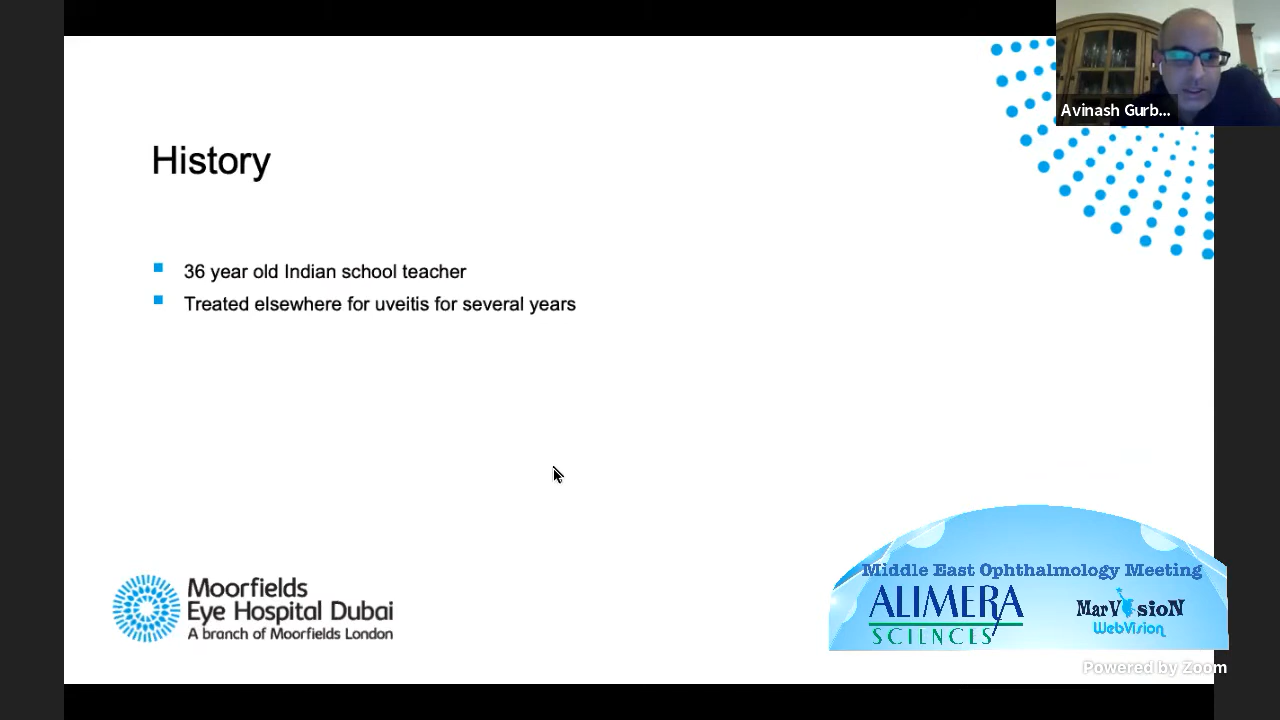 Avinash Gurb...
History
36 year old Indian school teacher
Treated elsewhere for uveitis for several years
Moorfields
Eye Hospital Dubai
A branch of Moorfields London
Middle East Ophthalmology Meeting
ALIMERA
SCIENCES
MarVisioN
WebVision
Powered by Zoom